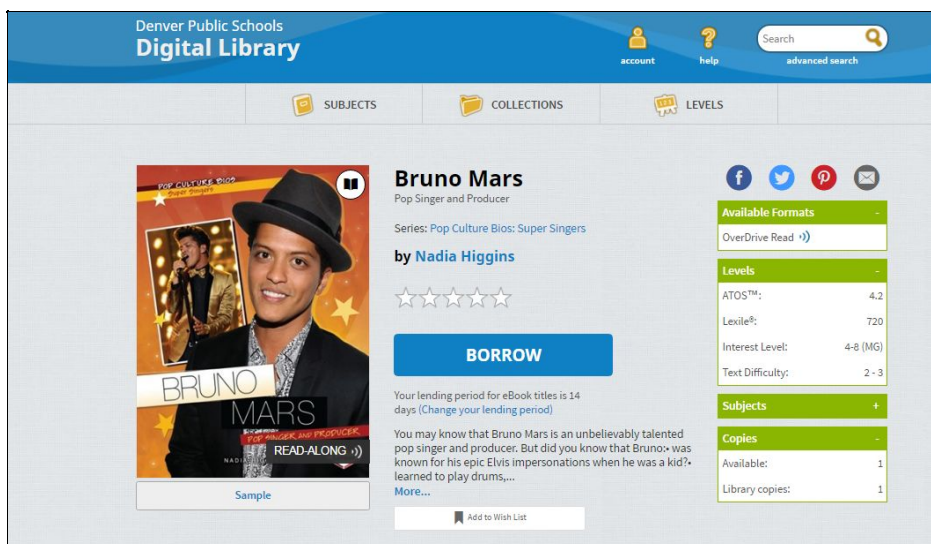 Denver Public Schools
Digital Library
account
help
Search
advanced search
SUBJECTS
COLLECTIONS
LEVELS
POP CULTURE BIOS
Super Singers
BRUNO
MARS
POP SINGER AND PRODUCER
NADIA
READ-ALONG
Sample
Bruno Mars
Pop Singer and Producer
Series: Pop Culture Bios: Super Singers
by Nadia Higgins
BORROW
Your lending period for eBook titles is 14
days (Change your lending period)
You may know that Bruno Mars is an unbelievably talented
pop singer and producer. But did you know that Bruno:• was
known for his epic Elvis impersonations when he was a kid?•
learned to play drums,...
More...
Add to Wish List
Available Formats -
OverDrive Read
Levels -
ATOS™: 4.2
Lexile®: 720
Interest Level: 4-8 (MG)
Text Difficulty: 2 - 3
Subjects +
Copies -
Available: 1
Library copies: 1